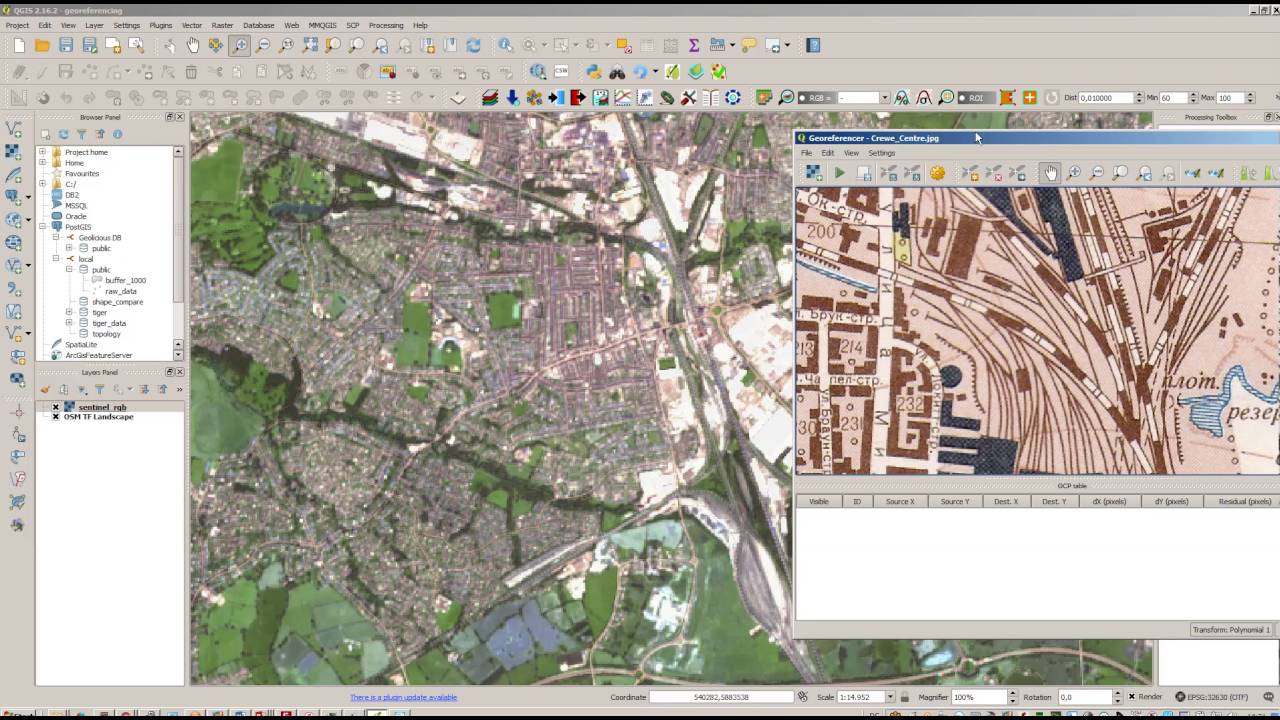 QGIS 2.16.2 - georeferencing
Project Edit View Layer Settings Plugins Vector Raster Database Web MMQGIS SCP Processing Help
CSW
RGB = - ROI Dist 0,010000 Min 60 Max 100
Browser Panel
Project home
Home
Favourites
C:/
DB2
MSSQL
Oracle
PostGIS
Geolicious DB
public
local
public
buffer_1000
raw_data
shape_compare
tiger
tiger_data
topology
SpatiaLite
ArcGisFeatureServer
Layers Panel
sentinel_rgb
OSM TF Landscape
Processing Toolbox
Georeferencer - Crewe_Centre.jpg
File Edit View Settings
Ок-стр.
200
Брук-стр.
213 214
Чапел-стр.
232
231
230
Браун-стр.
плот.
резер
GCP table
Visible ID Source X Source Y Dest. X Dest. Y dX (pixels) dY (pixels) Residual (pixels)
Transform: Polynomial 1
There is a plugin update available
Coordinate 540282,5883538 Scale 1:14.952 Magnifier 100% Rotation 0,0 Render EPSG:32630 (OTF)